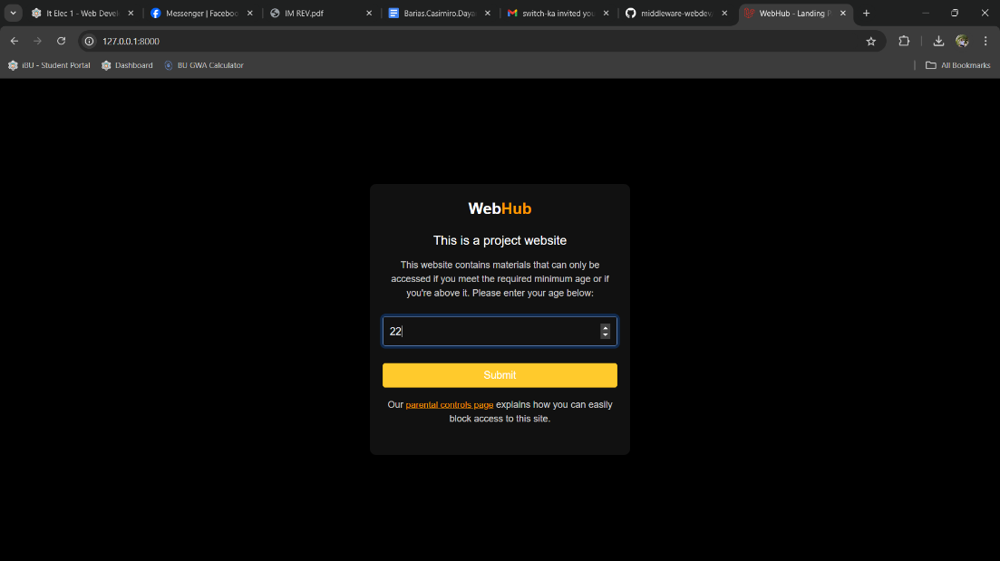 It Elec 1 - Web Devel
Messenger | Faceboo
IM REV.pdf
Barias.Casimiro.Daya
switch-ka invited you
middleware-webdev
WebHub - Landing P
127.0.0.1:8000
iBU - Student Portal
Dashboard
BU GWA Calculator
All Bookmarks
WebHub
This is a project website
This website contains materials that can only be
accessed if you meet the required minimum age or if
you're above it. Please enter your age below:
22
Submit
Our parental controls page explains how you can easily
block access to this site.